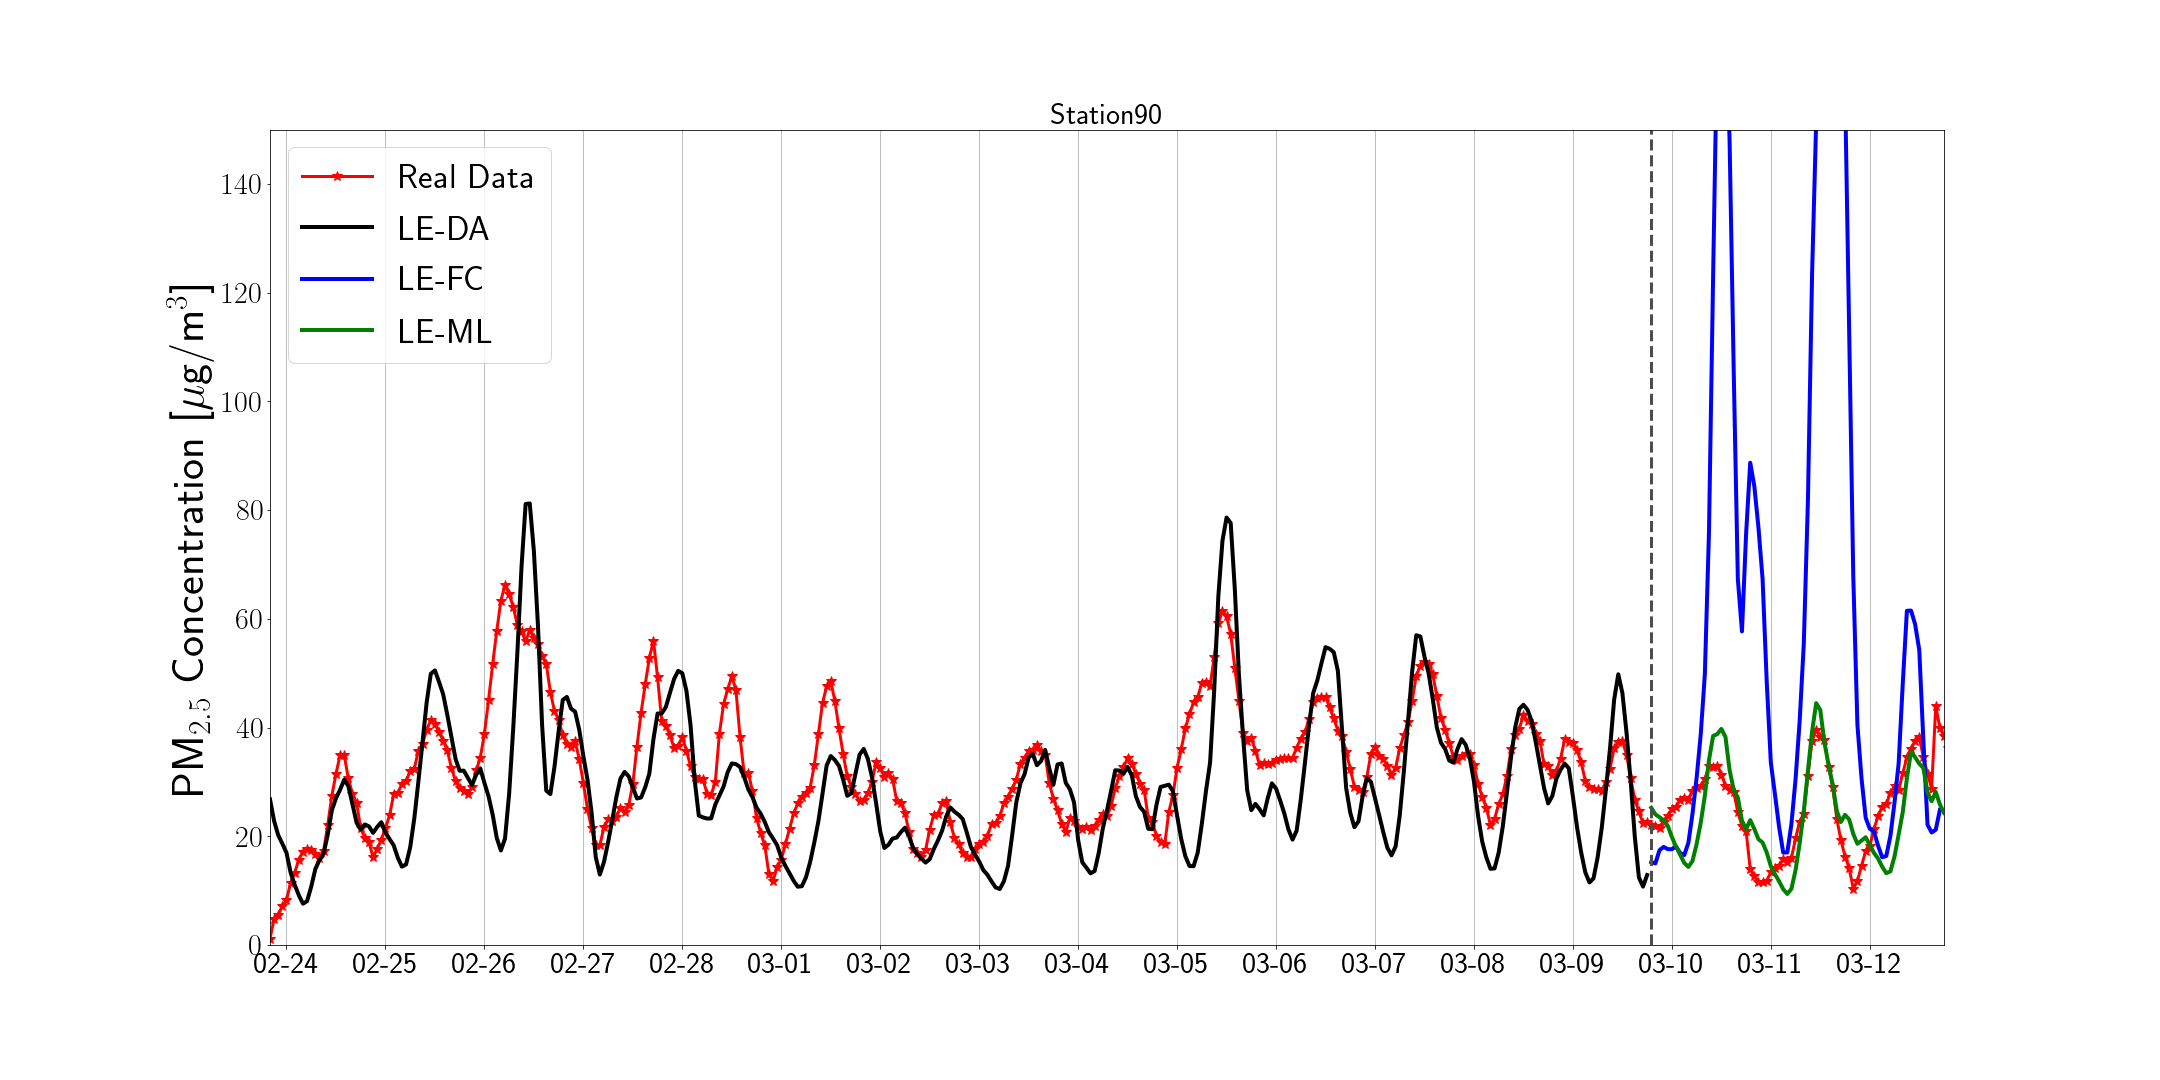 Station90
PM2.5 Concentration [μg/m³]
140
120
100
80
60
40
20
0
Real Data
LE-DA
LE-FC
LE-ML
02-24 02-25 02-26 02-27 02-28 03-01 03-02 03-03 03-04 03-05 03-06 03-07 03-08 03-09 03-10 03-11 03-12